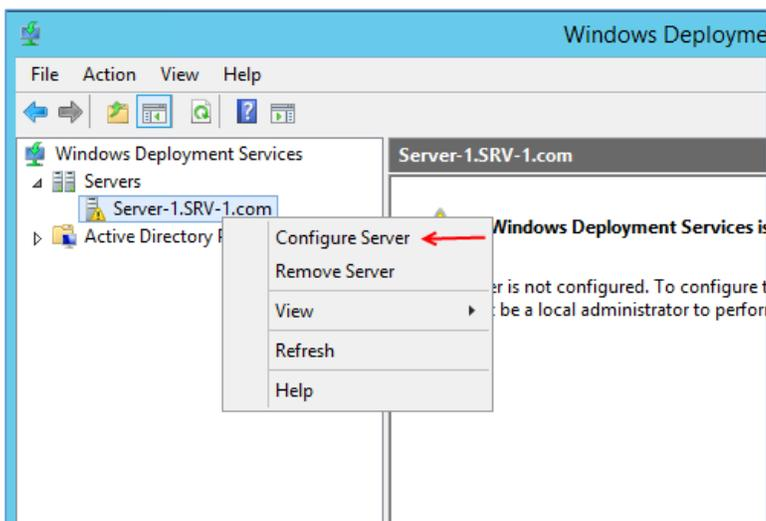 Windows Deployme
File Action View Help
Windows Deployment Services
Servers
Server-1.SRV-1.com
Active Directory
Server-1.SRV-1.com
Windows Deployment Services is
er is not configured. To configure t
be a local administrator to perfor
Configure Server
Remove Server
View
Refresh
Help